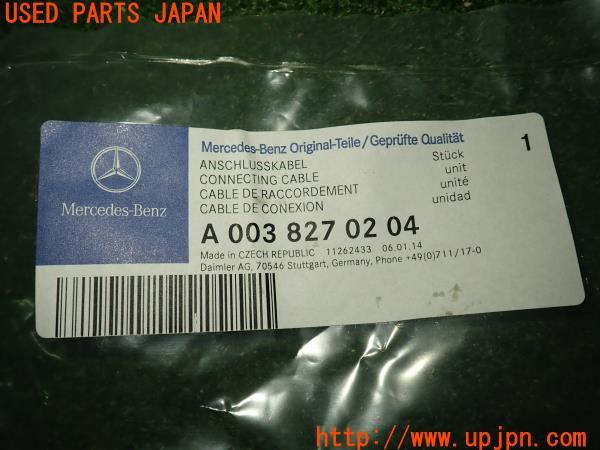 USED PARTS JAPAN
Mercedes-Benz Original-Teile/Geprüfte Qualität
1
ANSCHLUSSKABEL Stück
CONNECTING CABLE unit
CABLE DE RACCORDEMENT unité
CABLE DE CONEXION unidad
Mercedes-Benz
A 003 827 02 04
Made in CZECH REPUBLIC 11262433 06.01.14
Daimler AG, 70546 Stuttgart, Germany, Phone +49(0)711/17-0
http://www.upjpn.com